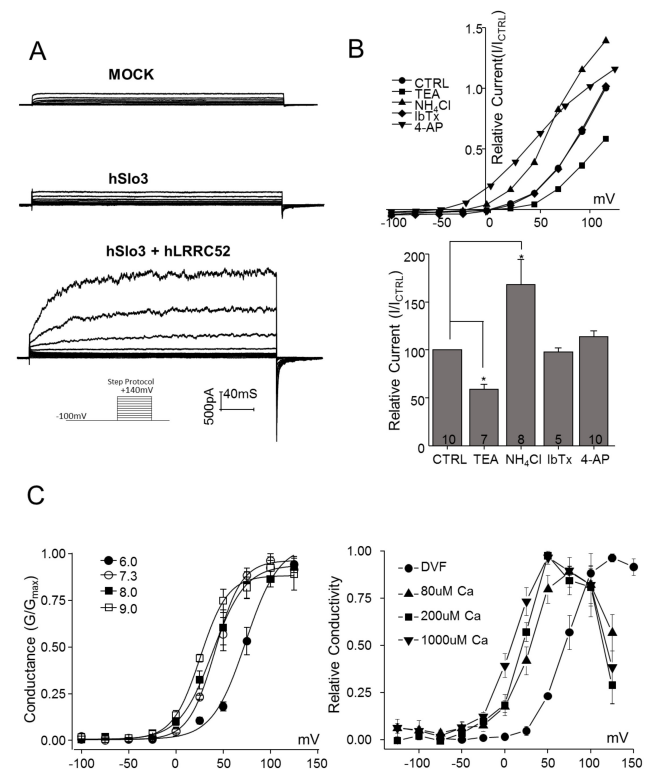 A
MOCK
hSlo3
hSlo3 + hLRRC52
Step Protocol
+140mV
-100mV
500pA
40mS
B
Relative Current(I/I_CTRL)
1.5
1.0
0.5
CTRL
TEA
NH₄Cl
IbTx
4-AP
mV
-100 -50 0 50 100
Relative Current (I/I_CTRL)
200
150
100
50
0
* *
10 7 8 5 10
CTRL TEA NH₄Cl IbTx 4-AP
C
Conductance (G/Gmax)
1.00
0.75
0.50
0.25
0.00
6.0
7.3
8.0
9.0
mV
-100 -50 0 50 100 150
Relative Conductivity
1.00
0.75
0.50
0.25
0.00
DVF
80uM Ca
200uM Ca
1000uM Ca
mV
-100 -50 0 50 100 150